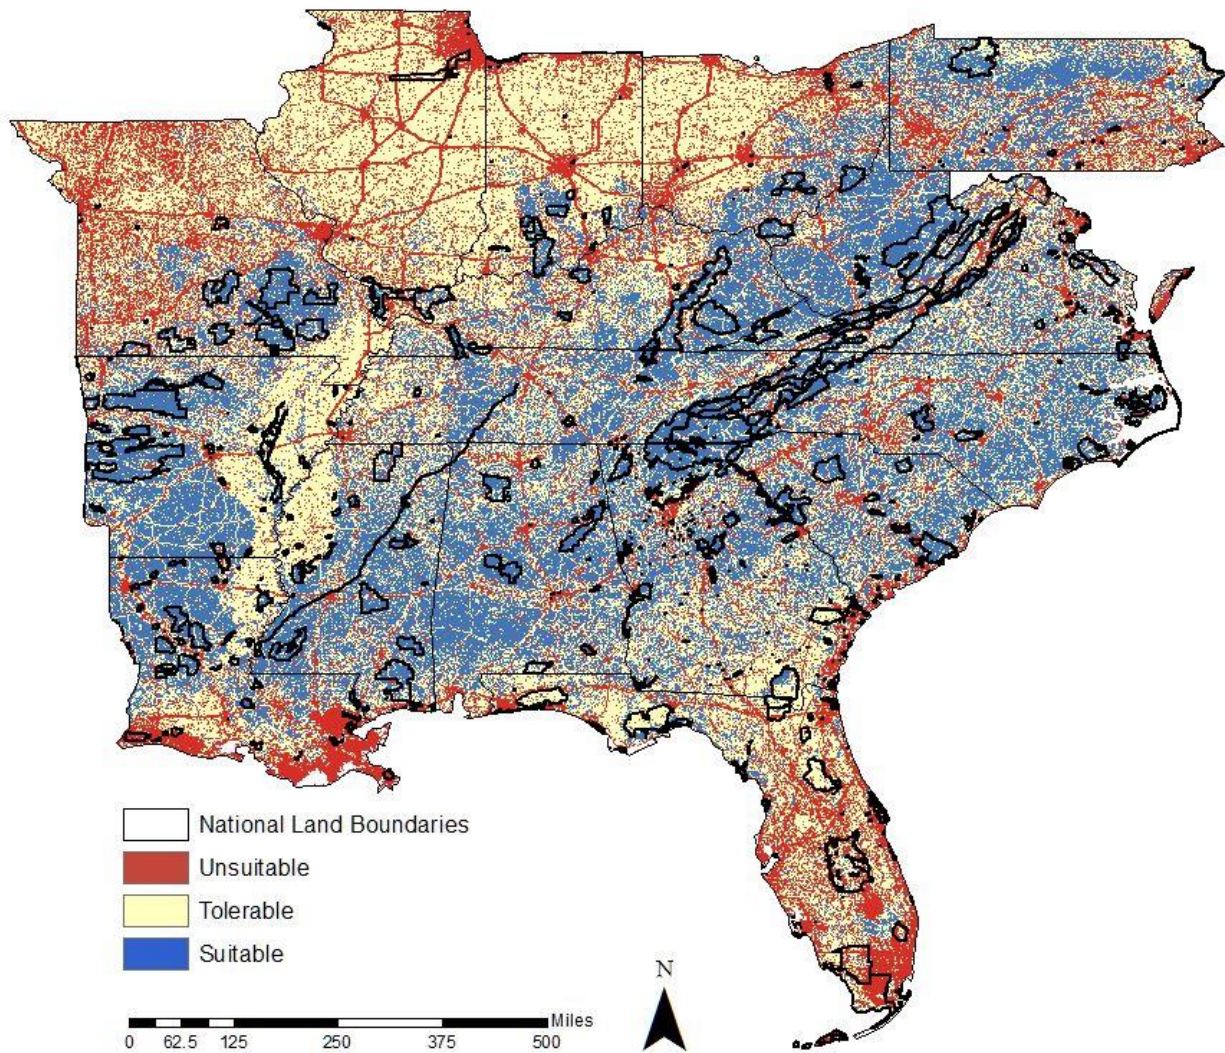 National Land Boundaries
Unsuitable
Tolerable
Suitable
N
Miles
0 62.5 125 250 375 500